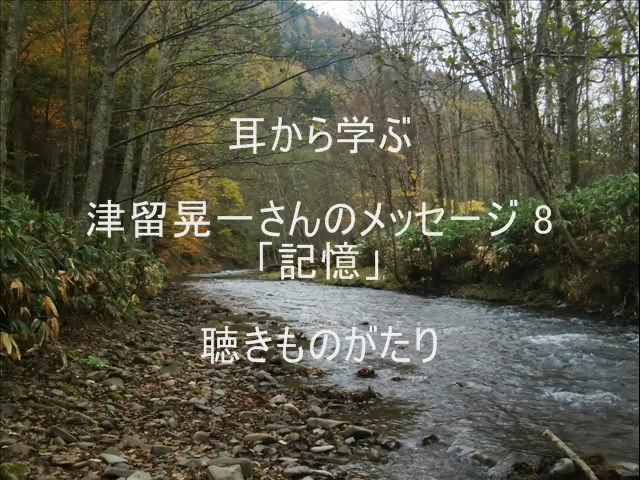 耳から学ぶ
津留晃一さんのメッセージ 8
「記憶」
聴きものがたり